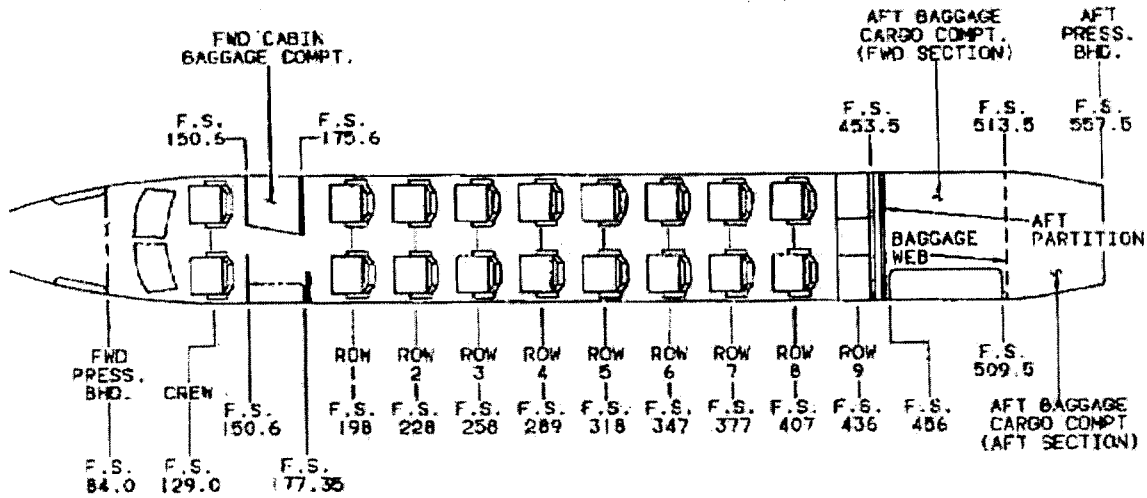 FWD CABIN
BAGGAGE COMPT.
AFT BAGGAGE
CARGO COMPT.
(FWD SECTION)
AFT
PRESS.
BHD.
F.S.
150.6
F.S.
175.6
F.S.
453.5
F.S.
513.5
F.S.
557.5
BAGGAGE
WEB
AFT
PARTITION
FWD
PRESS.
BHD.
CREW
ROW
1
ROW
2
ROW
3
ROW
4
ROW
5
ROW
6
ROW
7
ROW
8
ROW
9
F.S.
509.5
F.S.
150.6
F.S.
198
F.S.
228
F.S.
258
F.S.
289
F.S.
318
F.S.
347
F.S.
377
F.S.
407
F.S.
436
F.S.
456
AFT BAGGAGE
CARGO COMPT
(AFT SECTION)
F.S.
84.0
F.S.
129.0
F.S.
177.35